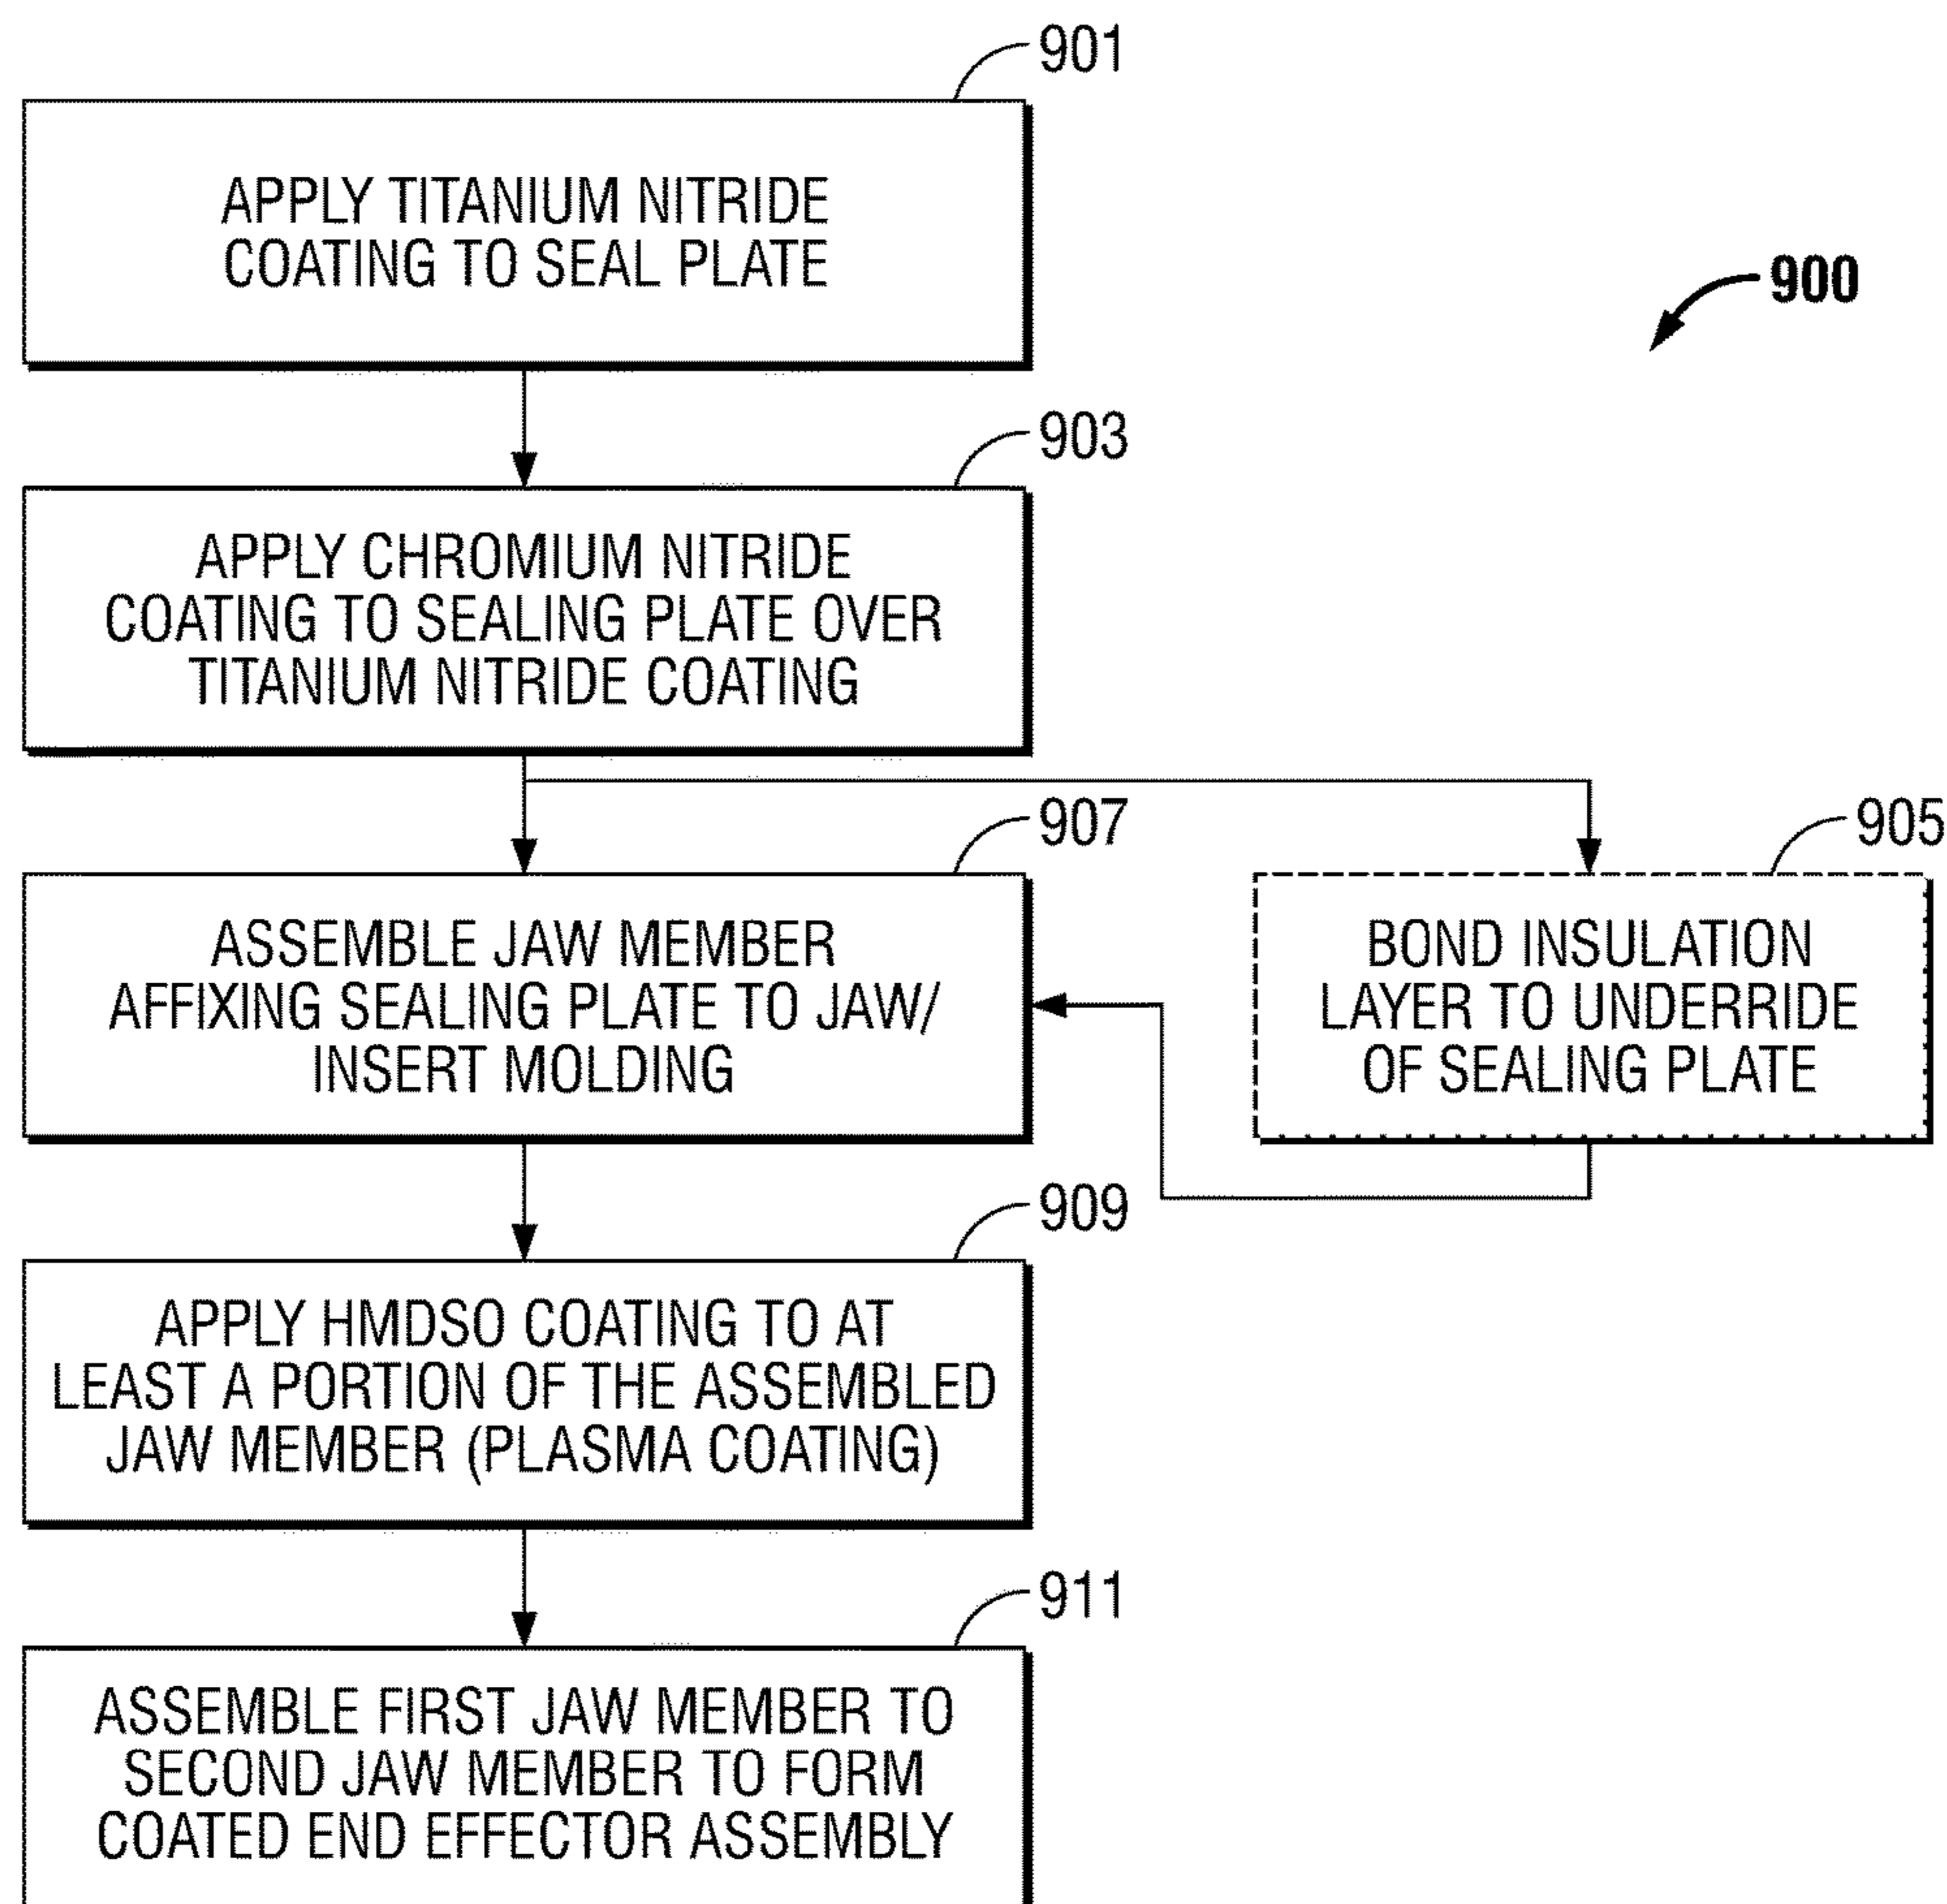 901
APPLY TITANIUM NITRIDE
COATING TO SEAL PLATE
900
903
APPLY CHROMIUM NITRIDE
COATING TO SEALING PLATE OVER
TITANIUM NITRIDE COATING
907
ASSEMBLE JAW MEMBER
AFFIXING SEALING PLATE TO JAW/
INSERT MOLDING
905
BOND INSULATION
LAYER TO UNDERRIDE
OF SEALING PLATE
909
APPLY HMDSO COATING TO AT
LEAST A PORTION OF THE ASSEMBLED
JAW MEMBER (PLASMA COATING)
911
ASSEMBLE FIRST JAW MEMBER TO
SECOND JAW MEMBER TO FORM
COATED END EFFECTOR ASSEMBLY